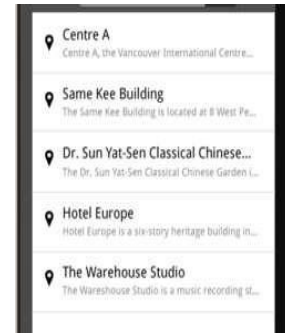 Centre A
Centre A, the Vancouver International Centre...
Same Kee Building
The Same Kee Building is located at 8 West Pe...
Dr. Sun Yat-Sen Classical Chinese...
The Dr. Sun Yat-Sen Classical Chinese Garden i...
Hotel Europe
Hotel Europe is a six-story heritage building in...
The Warehouse Studio
The Wareshouse Studio is a music recording st...